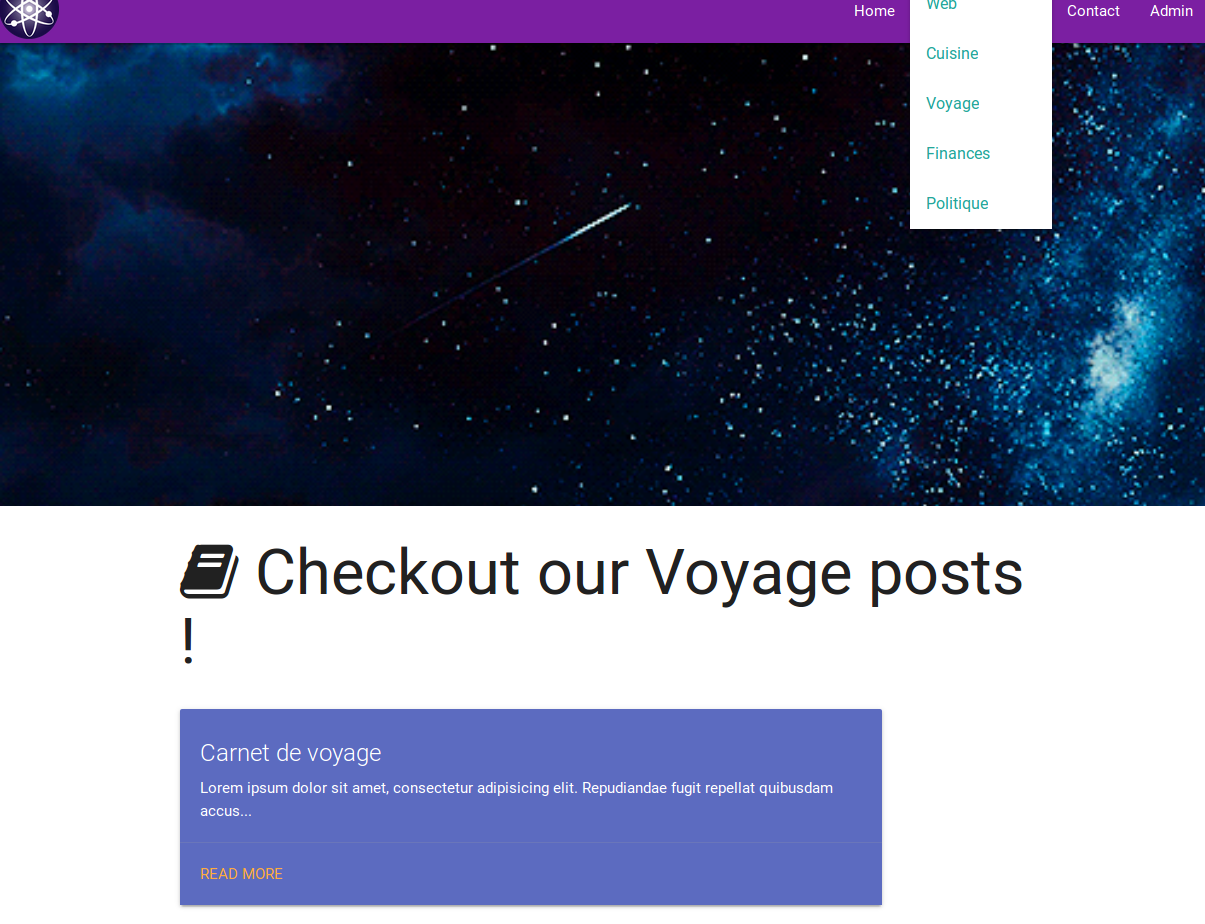 Home
Web
Contact
Admin
Cuisine
Voyage
Finances
Politique
Checkout our Voyage posts
!
Carnet de voyage
Lorem ipsum dolor sit amet, consectetur adipisicing elit. Repudiandae fugit repellat quibusdam
accus...
READ MORE